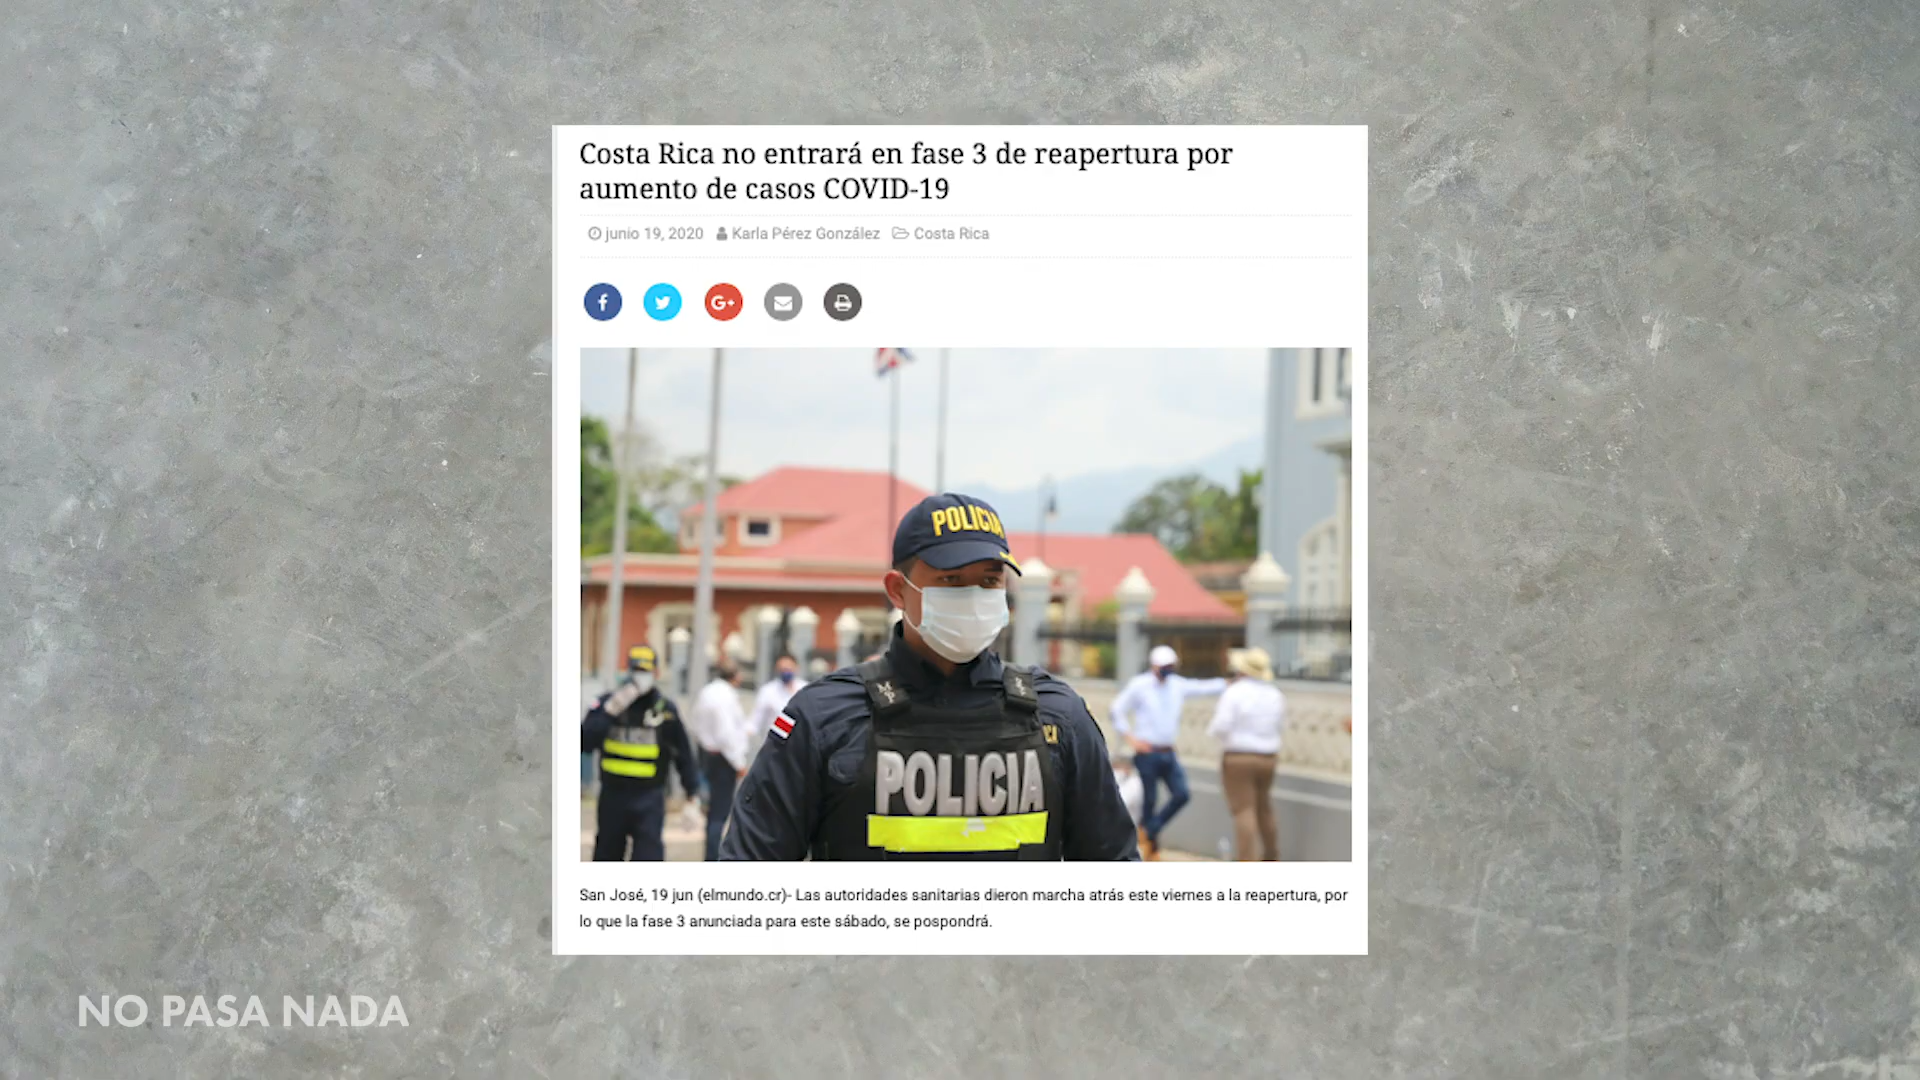 Costa Rica no entrará en fase 3 de reapertura por
aumento de casos COVID-19
junio 19, 2020 Karla Pérez González Costa Rica
f G+
POLICIA
POLICIA
San José, 19 jun (elmundo.cr)- Las autoridades sanitarias dieron marcha atrás este viernes a la reapertura, por
lo que la fase 3 anunciada para este sábado, se pospondrá.
NO PASA NADA